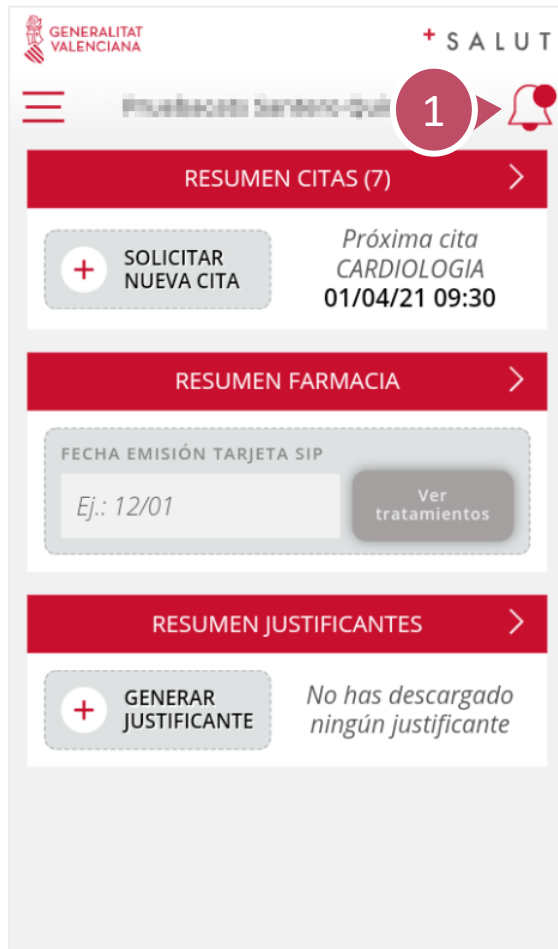 GENERALITAT
VALENCIANA
+SALUT
1
RESUMEN CITAS (7)
SOLICITAR
NUEVA CITA
Próxima cita
CARDIOLOGIA
01/04/21 09:30
RESUMEN FARMACIA
FECHA EMISIÓN TARJETA SIP
Ej.: 12/01
Ver
tratamientos
RESUMEN JUSTIFICANTES
GENERAR
JUSTIFICANTE
No has descargado
ningún justificante